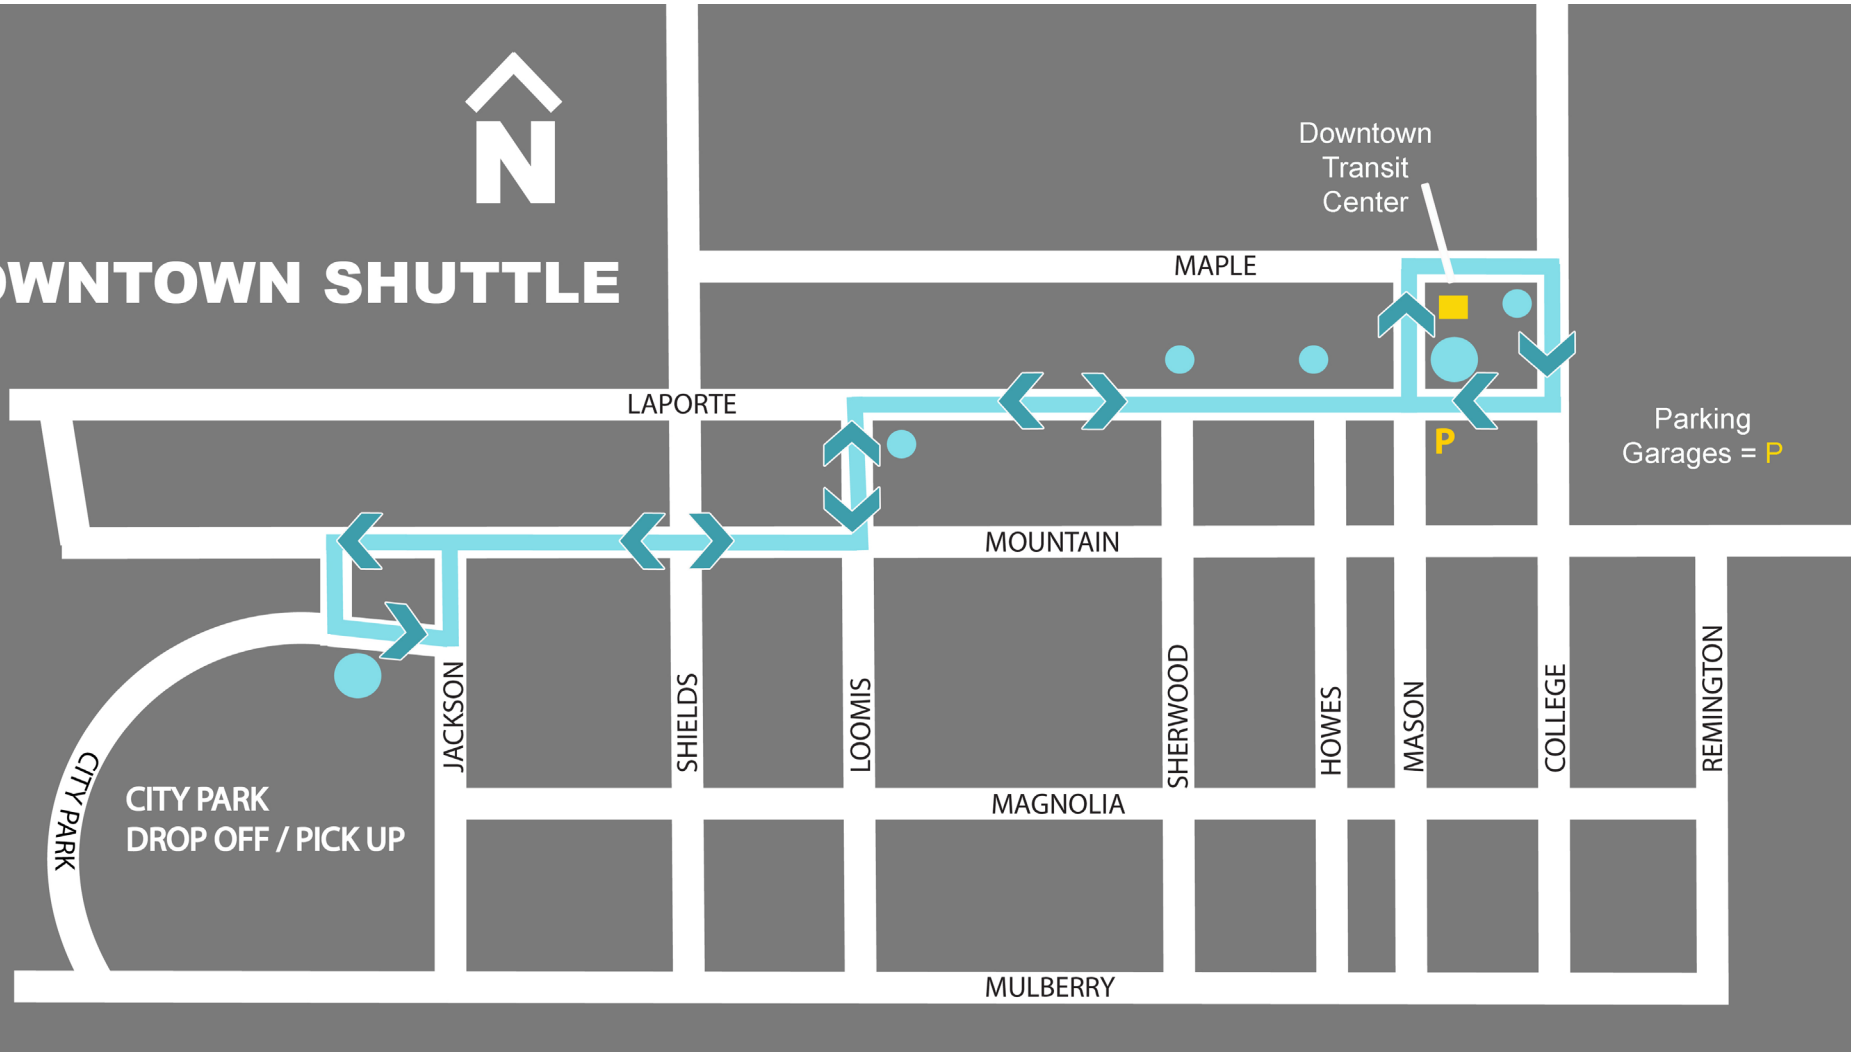 N
OWNTOWN SHUTTLE
Downtown
Transit
Center
MAPLE
LAPORTE
P
Parking
Garages = P
MOUNTAIN
JACKSON
SHIELDS
LOOMIS
SHERWOOD
HOWES
MASON
COLLEGE
REMINGTON
CITY PARK
CITY PARK
DROP OFF / PICK UP
MAGNOLIA
MULBERRY